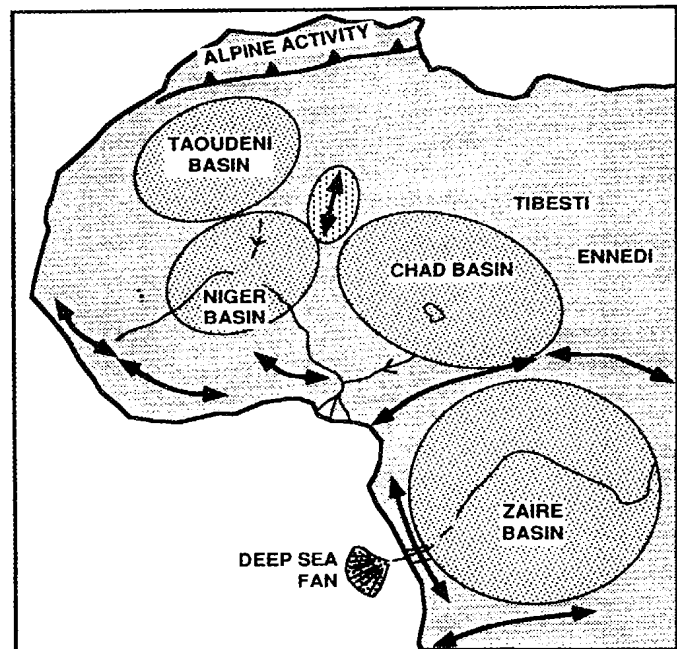 ALPINE ACTIVITY
TAOUDENI
BASIN
TIBESTI
ENNEDI
CHAD BASIN
NIGER
BASIN
ZAIRE
BASIN
DEEP SEA
FAN